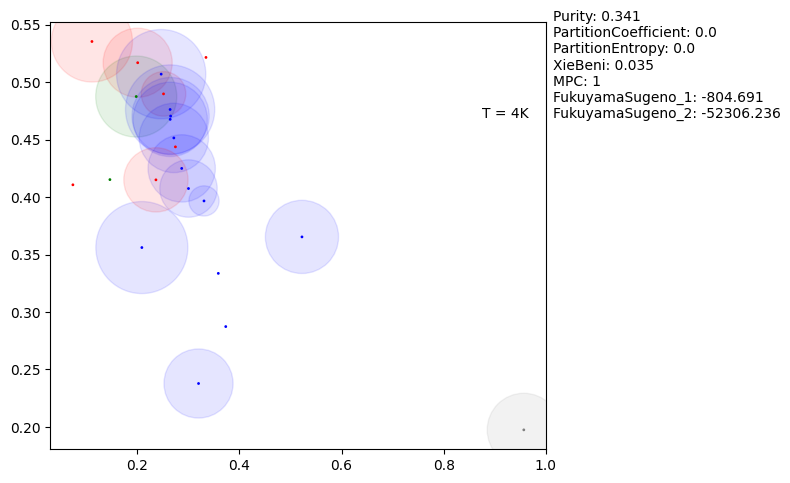 Purity: 0.341
PartitionCoefficient: 0.0
PartitionEntropy: 0.0
XieBeni: 0.035
MPC: 1
FukuyamaSugeno_1: -804.691
FukuyamaSugeno_2: -52306.236
T = 4K
0.55
0.50
0.45
0.40
0.35
0.30
0.25
0.20
0.2 0.4 0.6 0.8 1.0